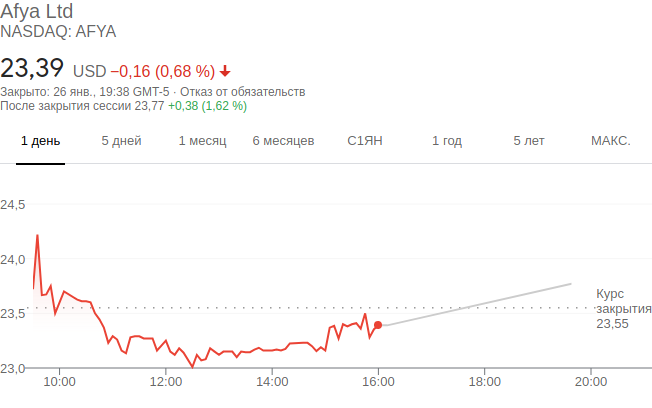 Afya Ltd
NASDAQ: AFYA
23,39 USD −0,16 (0,68 %)
Закрыто: 26 янв., 19:38 GMT-5 · Отказ от обязательств
После закрытия сессии 23,77 +0,38 (1,62 %)
1 день 5 дней 1 месяц 6 месяцев С1ЯН 1 год 5 лет МАКС.
24,5
24,0
23,5
23,0
Курс
закрытия
23,55
10:00 12:00 14:00 16:00 18:00 20:00